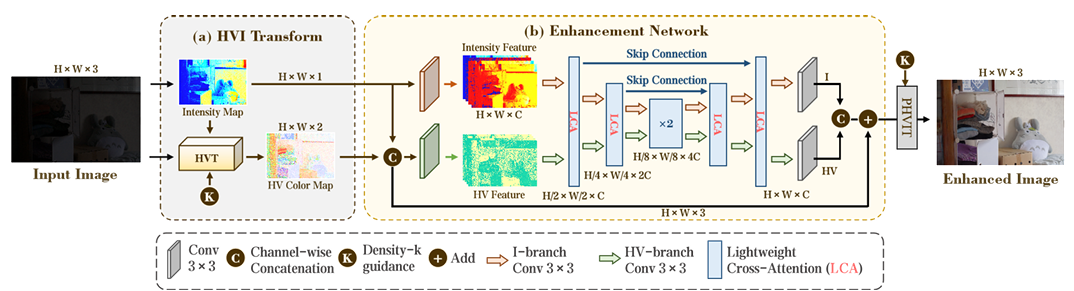 (a) HVI Transform
(b) Enhancement Network
H×W×3
Input Image
Intensity Map
H×W×1
HVT
K
H×W×2
HV Color Map
C
Intensity Feature
H×W×C
HV Feature
H/2×W/2×C
LCA
Skip Connection
Skip Connection
H/4×W/4×2C
LCA
×2
H/8×W/8×4C
LCA
LCA
H×W×C
I
HV
C
+
H×W×3
K
PHVIT
H×W×3
Enhanced Image
Conv
3×3
C
Channel-wise
Concatenation
K
Density-k
guidance
+
Add
I-branch
Conv 3×3
HV-branch
Conv 3×3
Lightweight
Cross-Attention (LCA)